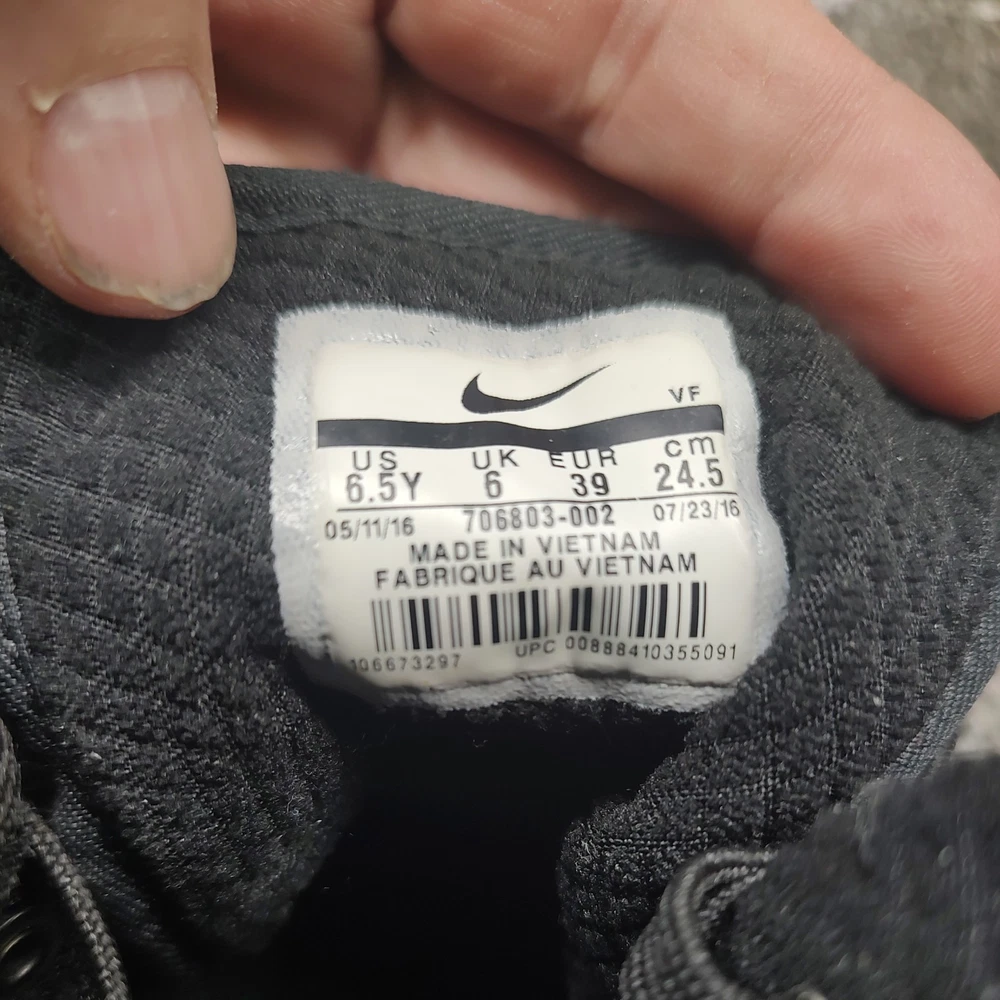 VF
US UK EUR cm
6.5Y 6 39 24.5
05/11/16 706803-002 07/23/16
MADE IN VIETNAM
FABRIQUE AU VIETNAM
106673297 UPC 00888410355091